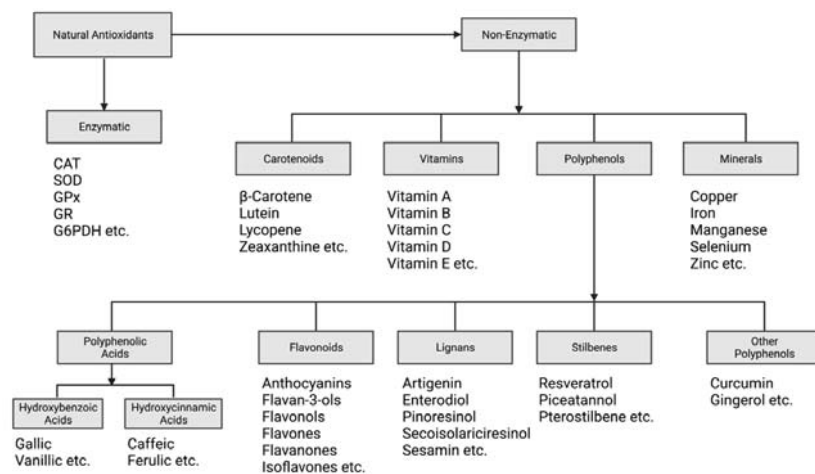 Natural Antioxidants
Non-Enzymatic
Enzymatic
CAT
SOD
GPx
GR
G6PDH etc.
Carotenoids
β-Carotene
Lutein
Lycopene
Zeaxanthine etc.
Vitamins
Vitamin A
Vitamin B
Vitamin C
Vitamin D
Vitamin E etc.
Polyphenols
Minerals
Copper
Iron
Manganese
Selenium
Zinc etc.
Polyphenolic
Acids
Hydroxybenzoic
Acids
Gallic
Vanillic etc.
Hydroxycinnamic
Acids
Caffeic
Ferulic etc.
Flavonoids
Anthocyanins
Flavan-3-ols
Flavonols
Flavones
Flavanones
Isoflavones etc.
Lignans
Artigenin
Enterodiol
Pinoresinol
Secoisolariciresinol
Sesamin etc.
Stilbenes
Resveratrol
Piceatannol
Pterostilbene etc.
Other
Polyphenols
Curcumin
Gingerol etc.